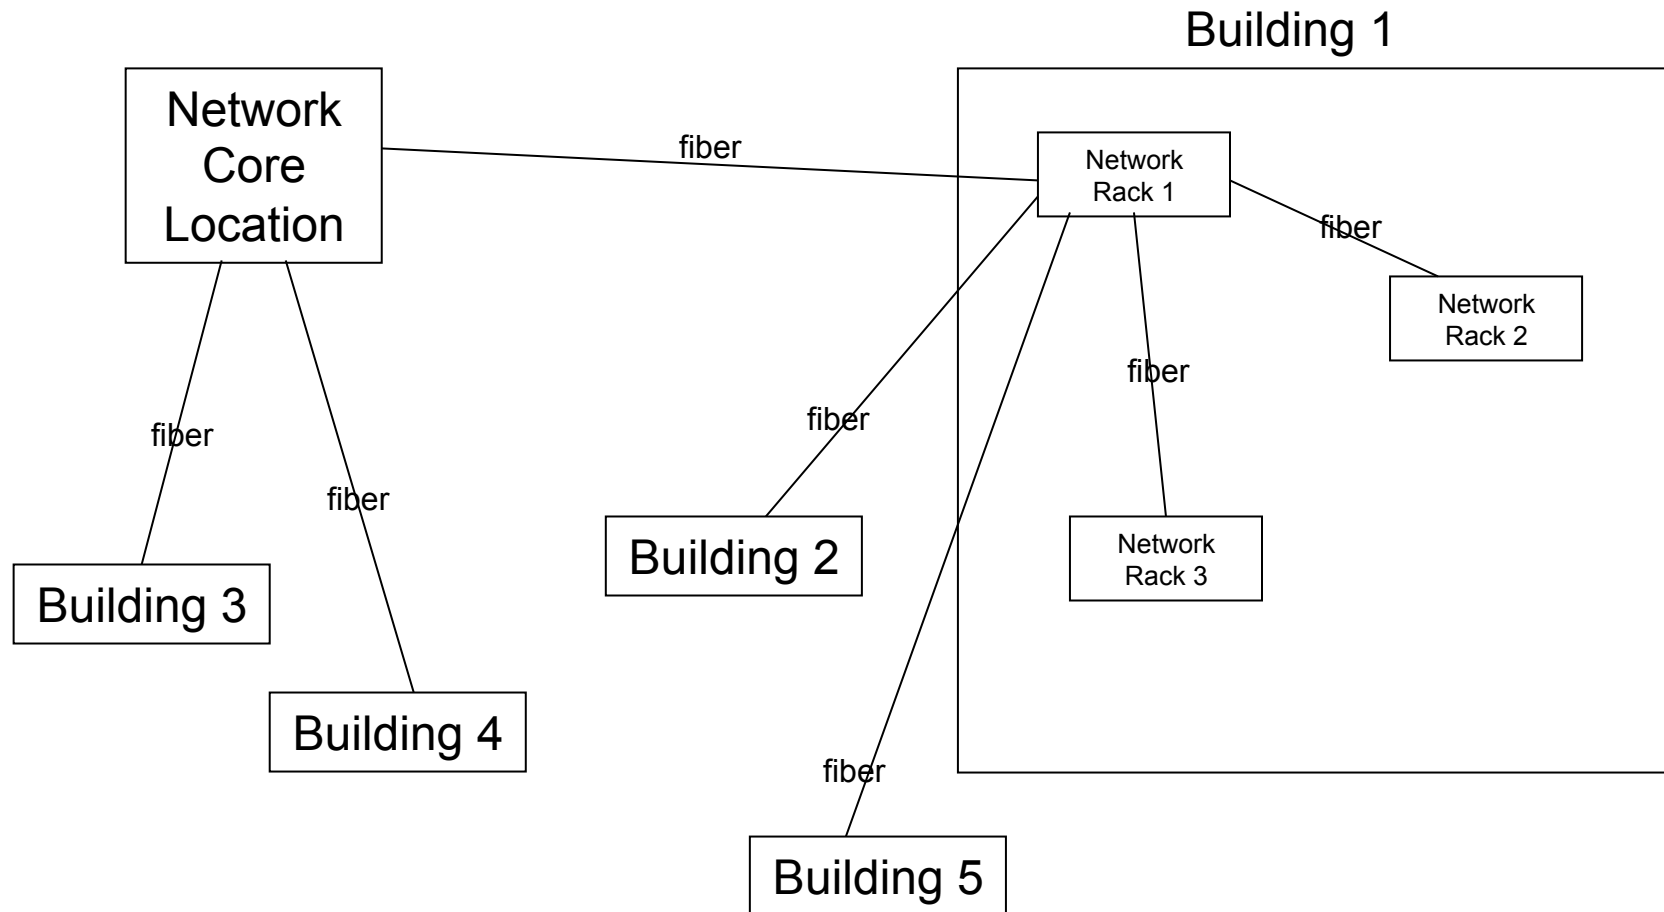 Building 1
Network
Core
Location
fiber
Network
Rack 1
fiber
Network
Rack 2
fiber
fiber
fiber
fiber
Building 2
Network
Rack 3
Building 3
Building 4
fiber
Building 5